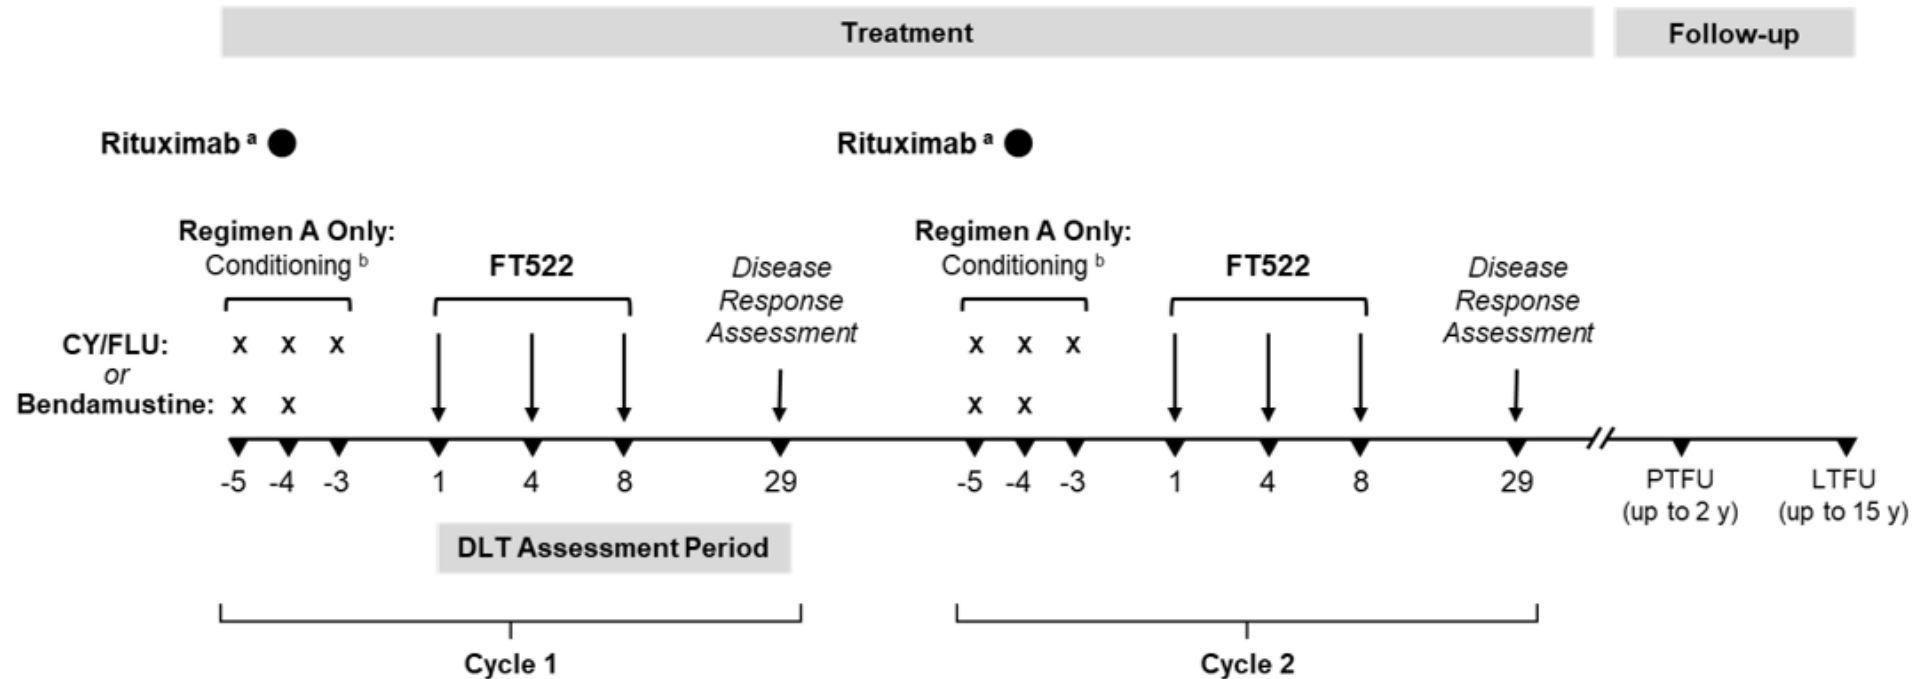 Treatment Follow-up
Rituximab a Rituximab a
Regimen A Only: Regimen A Only:
Conditioning b FT522 Disease Conditioning b FT522 Disease
Response Response
Assessment Assessment
CY/FLU: x x x x x x
or
Bendamustine: x x x x
-5 -4 -3 1 4 8 29 -5 -4 -3 1 4 8 29 PTFU LTFU
(up to 2 y) (up to 15 y)
DLT Assessment Period
Cycle 1 Cycle 2